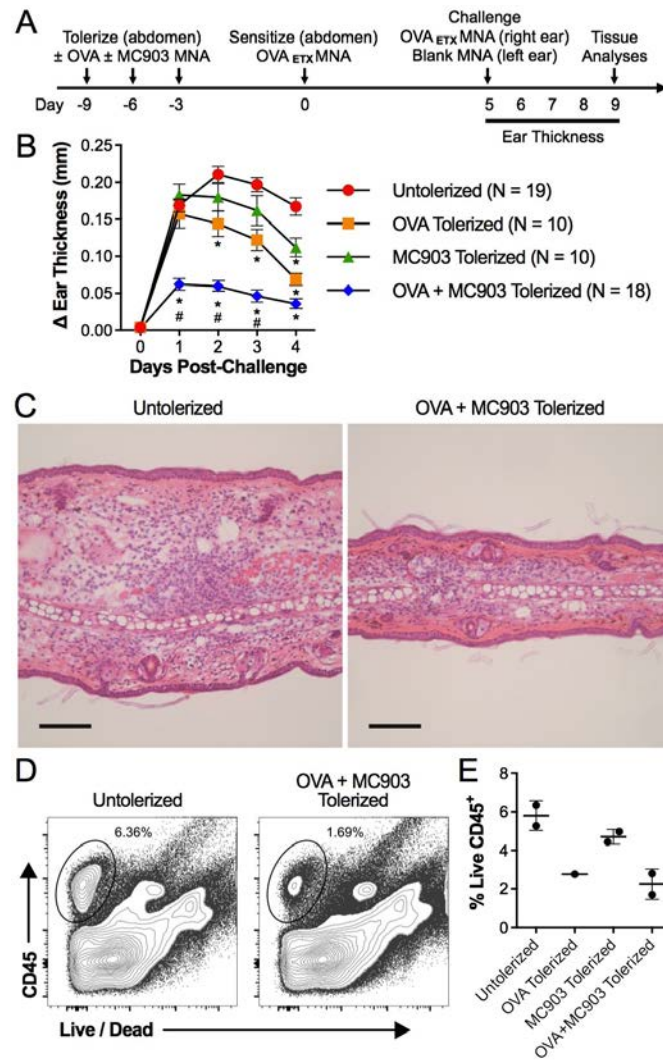 A
Tolerize (abdomen)
± OVA ± MC903 MNA
Sensitize (abdomen)
OVA ETX MNA
Challenge
OVA ETX MNA (right ear)
Blank MNA (left ear)
Tissue
Analyses
Day -9 -6 -3 0 5 6 7 8 9
Ear Thickness
B
Δ Ear Thickness (mm)
0.25
0.20
0.15
0.10
0.05
0.00
* * * *
* * * *
# # #
0 1 2 3 4
Days Post-Challenge
Untolerized (N = 19)
OVA Tolerized (N = 10)
MC903 Tolerized (N = 10)
OVA + MC903 Tolerized (N = 18)
C
Untolerized
OVA + MC903 Tolerized
D
Untolerized
OVA + MC903
Tolerized
6.36%
1.69%
CD45
Live / Dead
E
% Live CD45+
8
6
4
2
0
Untolerized
OVA Tolerized
MC903 Tolerized
OVA+MC903 Tolerized